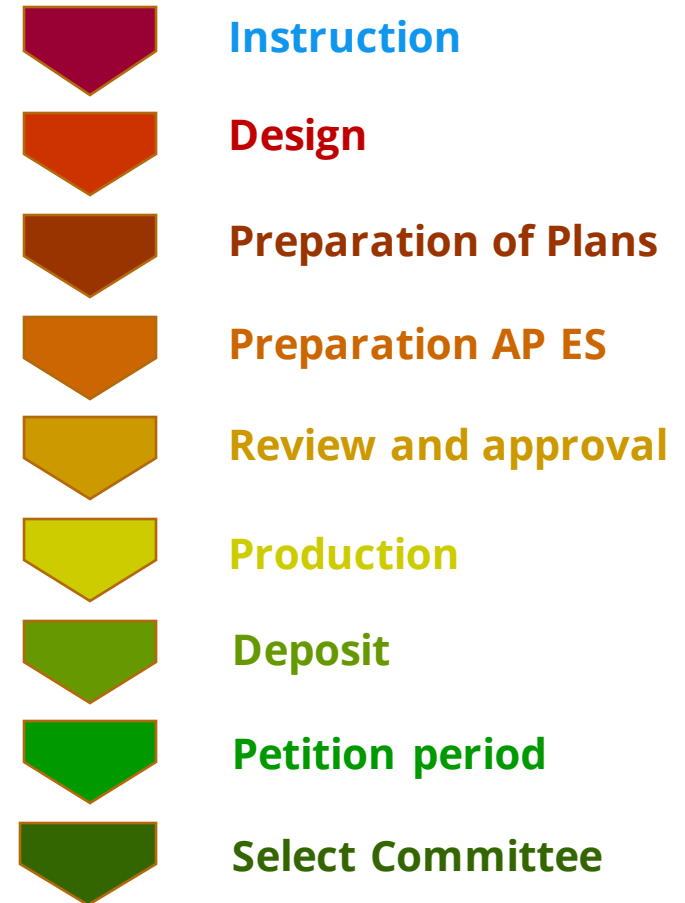 Instruction
Design
Preparation of Plans
Preparation AP ES
Review and approval
Production
Deposit
Petition period
Select Committee